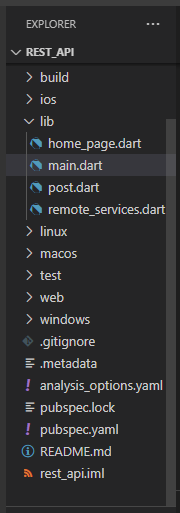 EXPLORER
REST_API
build
ios
lib
home_page.dart
main.dart
post.dart
remote_services.dart
linux
macos
test
web
windows
.gitignore
.metadata
analysis_options.yaml
pubspec.lock
pubspec.yaml
README.md
rest_api.iml